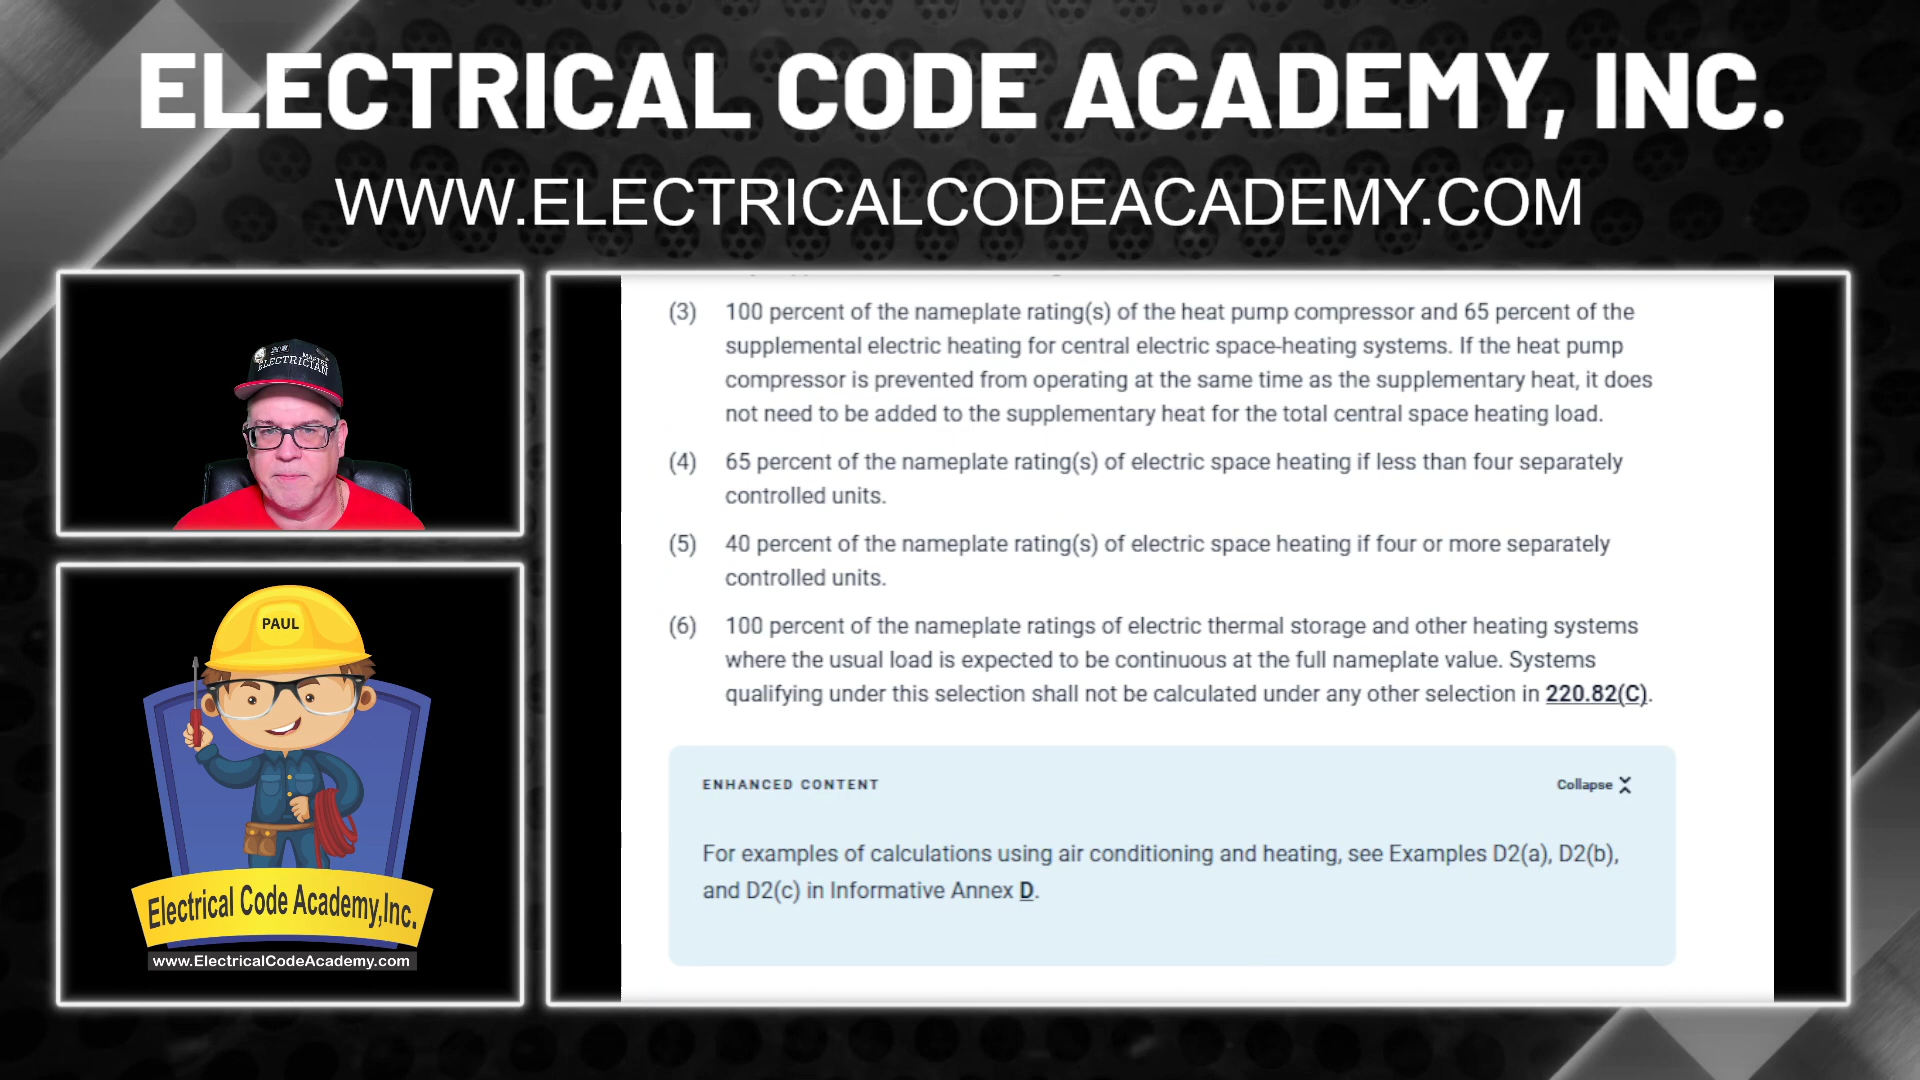 ELECTRICAL CODE ACADEMY, INC.
WWW.ELECTRICALCODEACADEMY.COM
MASTER
ELECTRICIAN
(3) 100 percent of the nameplate rating(s) of the heat pump compressor and 65 percent of the
supplemental electric heating for central electric space-heating systems. If the heat pump
compressor is prevented from operating at the same time as the supplementary heat, it does
not need to be added to the supplementary heat for the total central space heating load.
(4) 65 percent of the nameplate rating(s) of electric space heating if less than four separately
controlled units.
(5) 40 percent of the nameplate rating(s) of electric space heating if four or more separately
controlled units.
(6) 100 percent of the nameplate ratings of electric thermal storage and other heating systems
where the usual load is expected to be continuous at the full nameplate value. Systems
qualifying under this selection shall not be calculated under any other selection in 220.82(C).
ENHANCED CONTENT
Collapse
For examples of calculations using air conditioning and heating, see Examples D2(a), D2(b),
and D2(c) in Informative Annex D.
PAUL
Electrical Code Academy,Inc.
www.ElectricalCodeAcademy.com